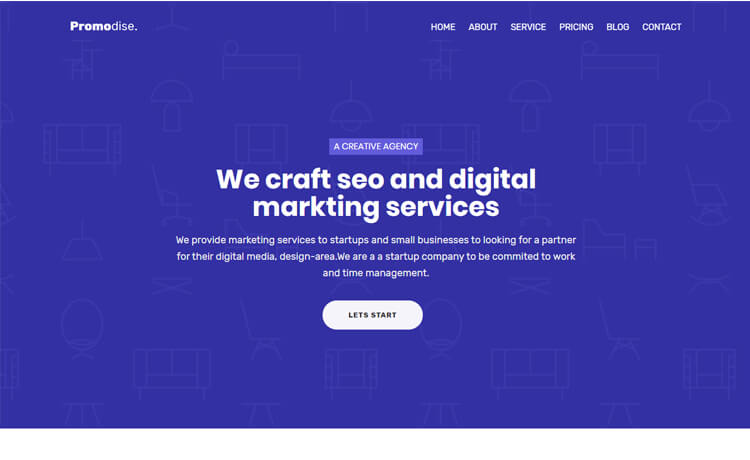 Promodise.
HOME ABOUT SERVICE PRICING BLOG CONTACT
A CREATIVE AGENCY
We craft seo and digital
markting services
We provide marketing services to startups and small businesses to looking for a partner
for their digital media, design-area.We are a a startup company to be commited to work
and time management.
LETS START